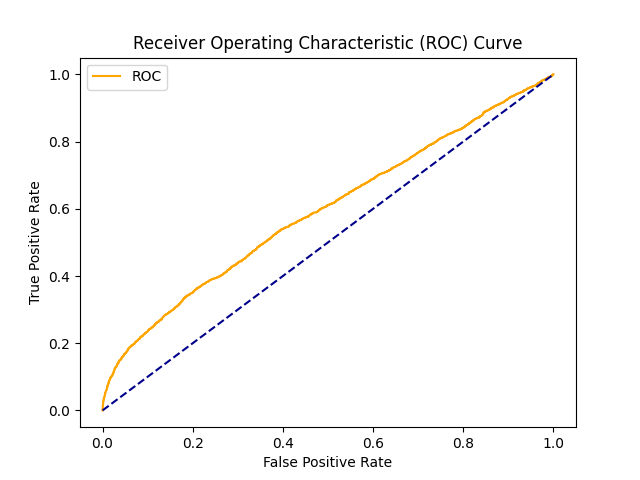 Receiver Operating Characteristic (ROC) Curve
ROC
1.0
0.8
0.6
0.4
0.2
0.0
True Positive Rate
0.0 0.2 0.4 0.6 0.8 1.0
False Positive Rate